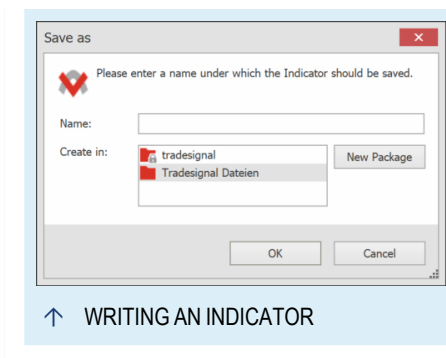 Save as
Please enter a name under which the Indicator should be saved.
Name:
Create in:
tradesignal
New Package
Tradesignal Dateien
OK
Cancel
↑ WRITING AN INDICATOR